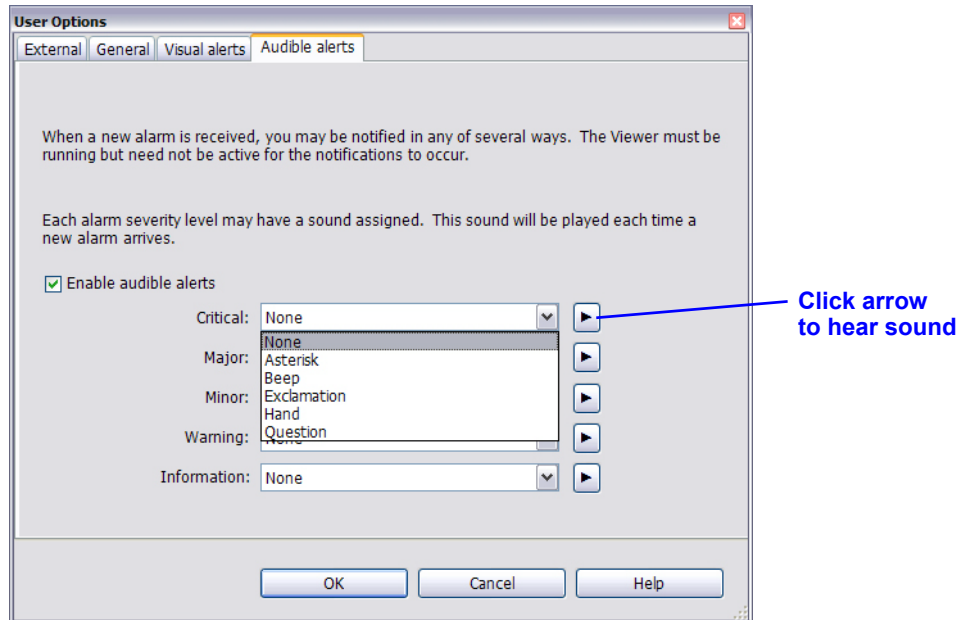 User Options
External General Visual alerts Audible alerts
When a new alarm is received, you may be notified in any of several ways. The Viewer must be
running but need not be active for the notifications to occur.
Each alarm severity level may have a sound assigned. This sound will be played each time a
new alarm arrives.
Enable audible alerts
Critical: None
Click arrow
to hear sound
None
Major: Asterisk
Beep
Minor: Exclamation
Hand
Warning: Question
Information: None
OK Cancel Help